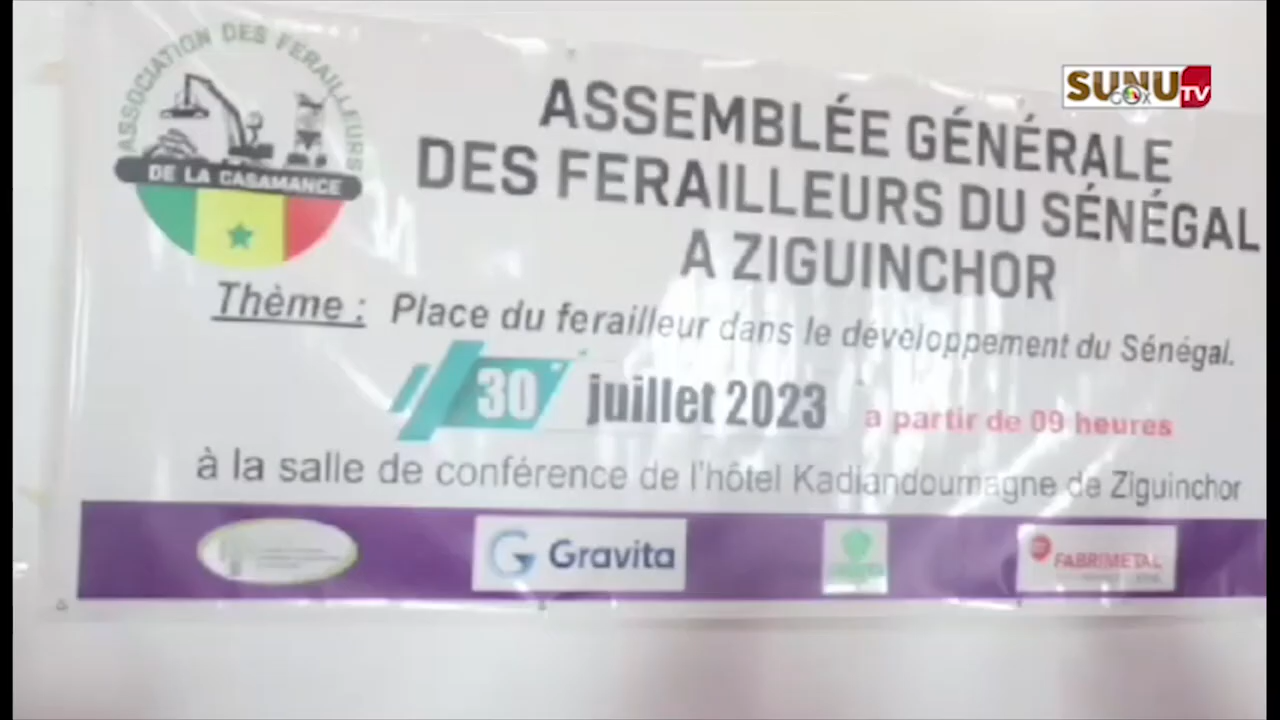 ASSOCIATION DES FERAILLEURS
DE LA CASAMANCE
SUNU
GOX
TV
ASSEMBLÉE GÉNÉRALE
DES FERAILLEURS DU SÉNÉGAL
A ZIGUINCHOR
Thème : Place du ferailleur dans le développement du Sénégal.
30 juillet 2023 a partir de 09 heures
à la salle de conférence de l'hôtel Kadiandoumagne de Ziguinchor
Gravita
FABRIMETAL